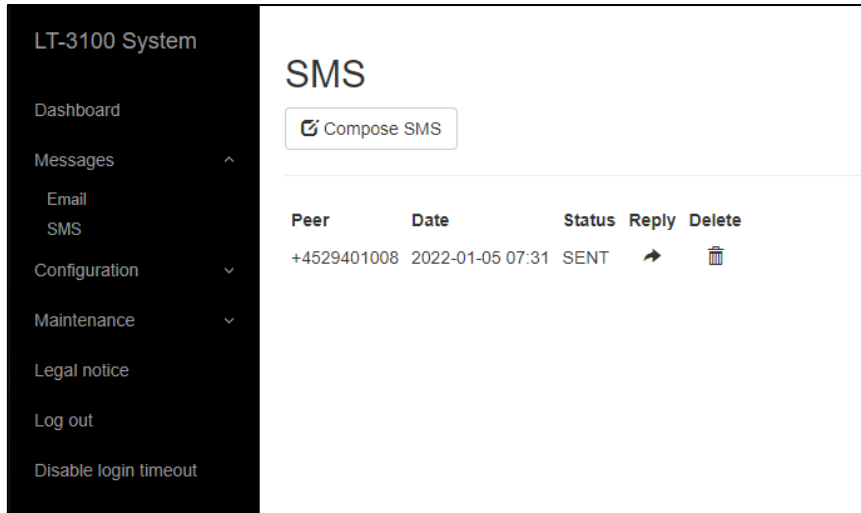 LT-3100 System
Dashboard
Messages
Email
SMS
Configuration
Maintenance
Legal notice
Log out
Disable login timeout
SMS
Compose SMS
Peer Date Status Reply Delete
+4529401008 2022-01-05 07:31 SENT